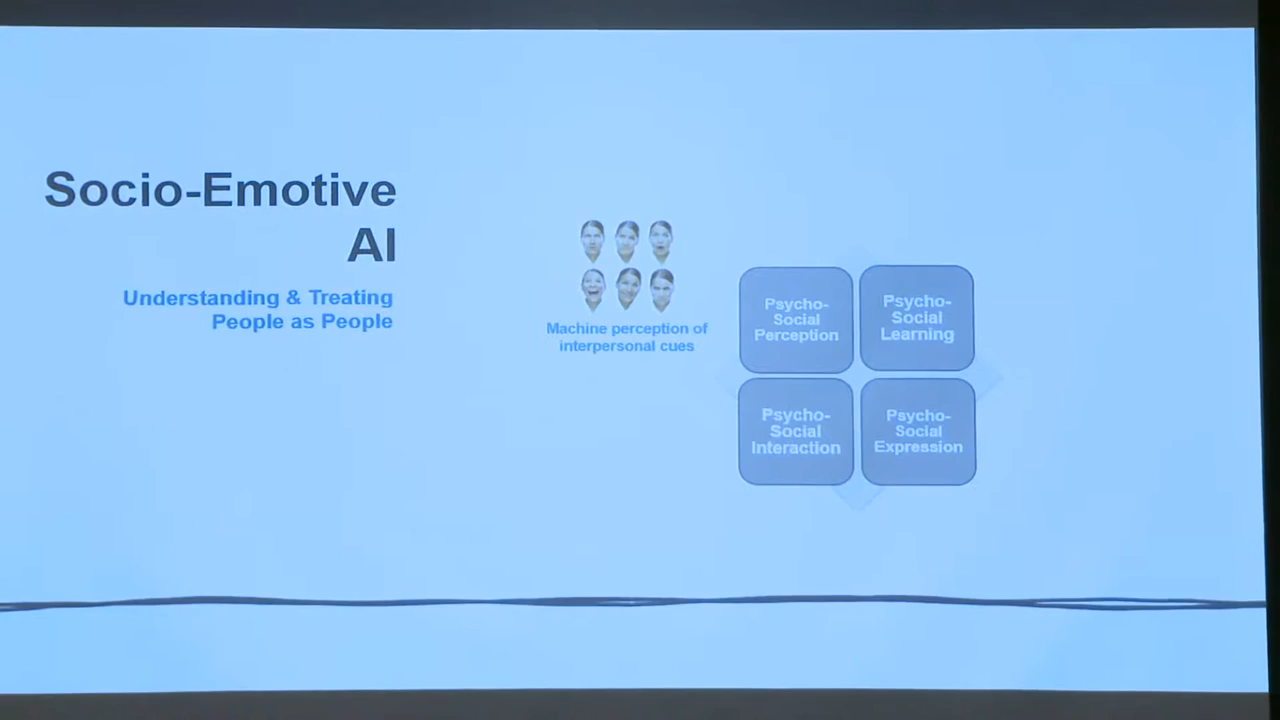 Socio-Emotive
AI
Understanding & Treating
People as People
Machine perception of
interpersonal cues
Psycho-
Social
Perception
Psycho-
Social
Learning
Psycho-
Social
Interaction
Psycho-
Social
Expression